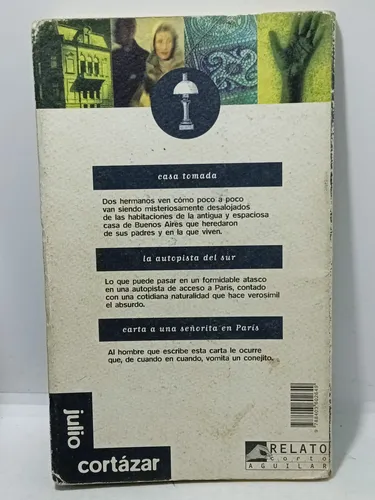 casa tomada
Dos hermanos ven cómo poco a poco
van siendo misteriosamente desalojados
de las habitaciones de la antigua y espaciosa
casa de Buenos Aires que heredaron
de sus padres y en la que viven.
la autopista del sur
Lo que puede pasar en un formidable atasco
en una autopista de acceso a París, contado
con una cotidiana naturalidad que hace verosímil
el absurdo.
carta a una señorita en París
Al hombre que escribe esta carta le ocurre
que, de cuando en cuando, vomita un conejito.
julio
cortázar
RELATO
corto
AGUILAR